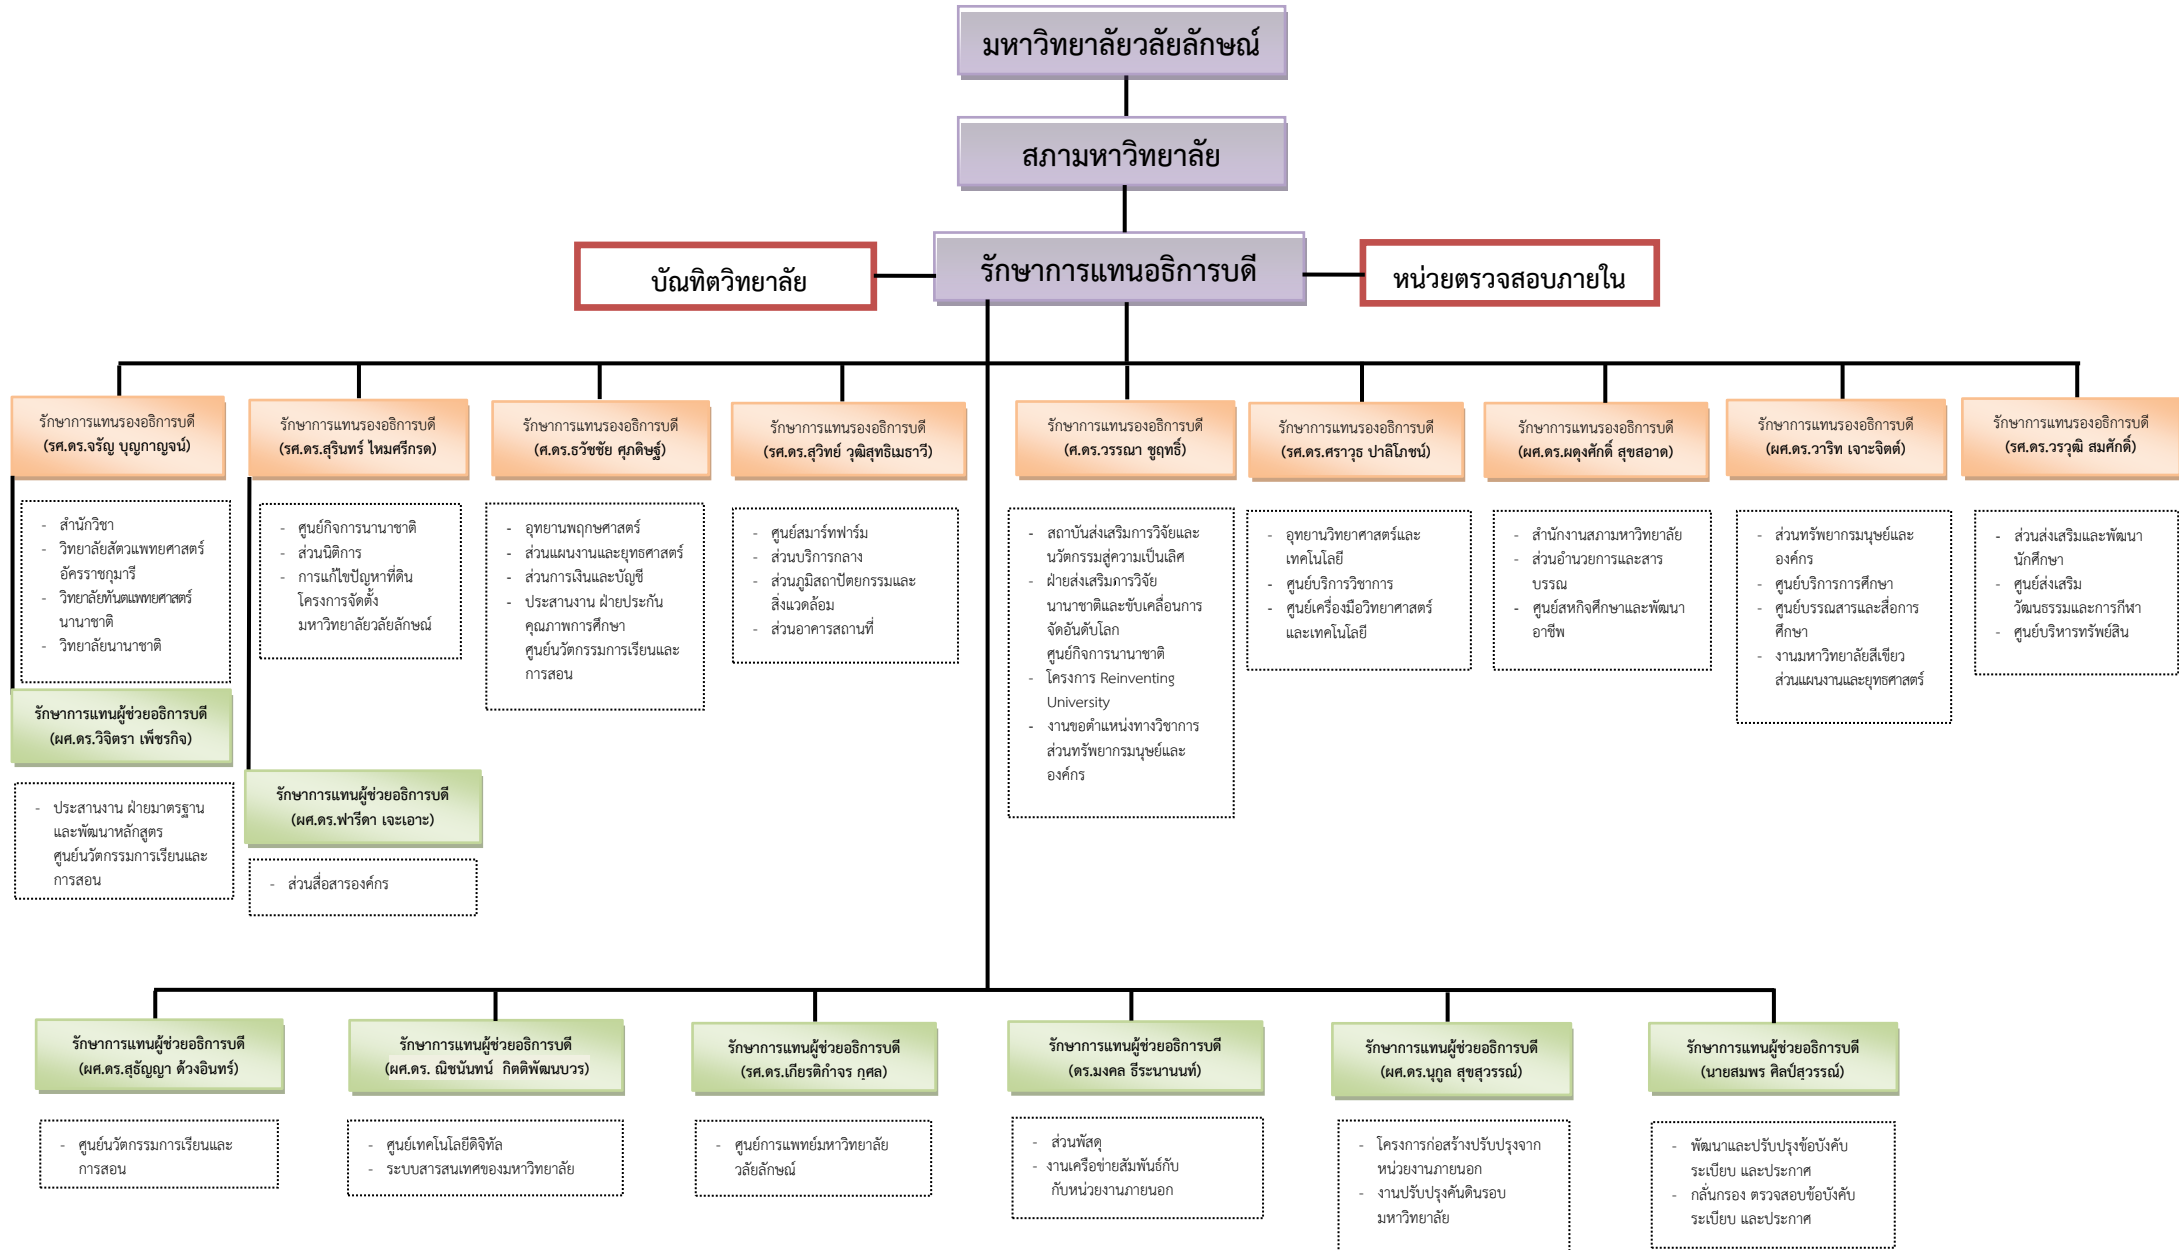 มหาวิทยาลัยวลัยลักษณ์
สภามหาวิทยาลัย
บัณฑิตวิทยาลัย
รักษาการแทนอธิการบดี
หน่วยตรวจสอบภายใน
รักษาการแทนรองอธิการบดี
(รศ.ดร.จรัญ บุญกาญจน์)
- สำนักวิชา
- วิทยาลัยสัตวแพทยศาสตร์
อัครราชกุมารี
- วิทยาลัยทันตแพทยศาสตร์
นานาชาติ
- วิทยาลัยนานาชาติ
รักษาการแทนผู้ช่วยอธิการบดี
(ผศ.ดร.วิจิตรา เพ็ชรกิจ)
- ประสานงาน ฝ่ายมาตรฐาน
และพัฒนาหลักสูตร
ศูนย์นวัตกรรมการเรียนและ
การสอน
รักษาการแทนรองอธิการบดี
(รศ.ดร.สุรินทร์ ไหมศรีกรด)
- ศูนย์กิจการนานาชาติ
- ส่วนนิติการ
- การแก้ไขปัญหาที่ดิน
โครงการจัดตั้ง
มหาวิทยาลัยวลัยลักษณ์
รักษาการแทนผู้ช่วยอธิการบดี
(ผศ.ดร.ฟารีดา เจะเอาะ)
- ส่วนสื่อสารองค์กร
รักษาการแทนรองอธิการบดี
(ศ.ดร.ธวัชชัย ศุภดิษฐ์)
- อุทยานพฤกษศาสตร์
- ส่วนแผนงานและยุทธศาสตร์
- ส่วนการเงินและบัญชี
- ประสานงาน ฝ่ายประกัน
คุณภาพการศึกษา
ศูนย์นวัตกรรมการเรียนและ
การสอน
รักษาการแทนรองอธิการบดี
(รศ.ดร.สุวิทย์ วุฒิสุทธิเมธาวี)
- ศูนย์สมาร์ทฟาร์ม
- ส่วนบริการกลาง
- ส่วนภูมิสถาปัตยกรรมและ
สิ่งแวดล้อม
- ส่วนอาคารสถานที่
รักษาการแทนรองอธิการบดี
(ศ.ดร.วรรณา ชูฤทธิ์)
- สถาบันส่งเสริมการวิจัยและ
นวัตกรรมสู่ความเป็นเลิศ
- ฝ่ายส่งเสริมการวิจัย
นานาชาติและขับเคลื่อนการ
จัดอันดับโลก
ศูนย์กิจการนานาชาติ
- โครงการ Reinventing
University
- งานขอตำแหน่งทางวิชาการ
ส่วนทรัพยากรมนุษย์และ
องค์กร
รักษาการแทนรองอธิการบดี
(รศ.ดร.ศราวุธ ปาลิโภชน์)
- อุทยานวิทยาศาสตร์และ
เทคโนโลยี
- ศูนย์บริการวิชาการ
- ศูนย์เครื่องมือวิทยาศาสตร์
และเทคโนโลยี
รักษาการแทนรองอธิการบดี
(ผศ.ดร.ผดุงศักดิ์ สุขสอาด)
- สำนักงานสภามหาวิทยาลัย
- ส่วนอำนวยการและสาร
บรรณ
- ศูนย์สหกิจศึกษาและพัฒนา
อาชีพ
รักษาการแทนรองอธิการบดี
(ผศ.ดร.วาริท เจาะจิตต์)
- ส่วนทรัพยากรมนุษย์และ
องค์กร
- ศูนย์บริการการศึกษา
- ศูนย์บรรณสารและสื่อการ
ศึกษา
- งานมหาวิทยาลัยสีเขียว
ส่วนแผนงานและยุทธศาสตร์
รักษาการแทนรองอธิการบดี
(รศ.ดร.วรวุฒิ สมศักดิ์)
- ส่วนส่งเสริมและพัฒนา
นักศึกษา
- ศูนย์ส่งเสริม
วัฒนธรรมและการกีฬา
- ศูนย์บริหารทรัพย์สิน
รักษาการแทนผู้ช่วยอธิการบดี
(ผศ.ดร.สุธัญญา ด้วงอินทร์)
- ศูนย์นวัตกรรมการเรียนและ
การสอน
รักษาการแทนผู้ช่วยอธิการบดี
(ผศ.ดร. ณิชนันทน์ กิตติพัฒนบวร)
- ศูนย์เทคโนโลยีดิจิทัล
- ระบบสารสนเทศของมหาวิทยาลัย
รักษาการแทนผู้ช่วยอธิการบดี
(รศ.ดร.เกียรติกำจร กุศล)
- ศูนย์การแพทย์มหาวิทยาลัย
วลัยลักษณ์
รักษาการแทนผู้ช่วยอธิการบดี
(ดร.มงคล ธีระนานนท์)
- ส่วนพัสดุ
- งานเครือข่ายสัมพันธ์กับ
กับหน่วยงานภายนอก
รักษาการแทนผู้ช่วยอธิการบดี
(ผศ.ดร.นุกูล สุขสุวรรณ์)
- โครงการก่อสร้างปรับปรุงจาก
หน่วยงานภายนอก
- งานปรับปรุงคันดินรอบ
มหาวิทยาลัย
รักษาการแทนผู้ช่วยอธิการบดี
(นายสมพร ศิลป์สุวรรณ์)
- พัฒนาและปรับปรุงข้อบังคับ
ระเบียบ และประกาศ
- กลั่นกรอง ตรวจสอบข้อบังคับ
ระเบียบ และประกาศ